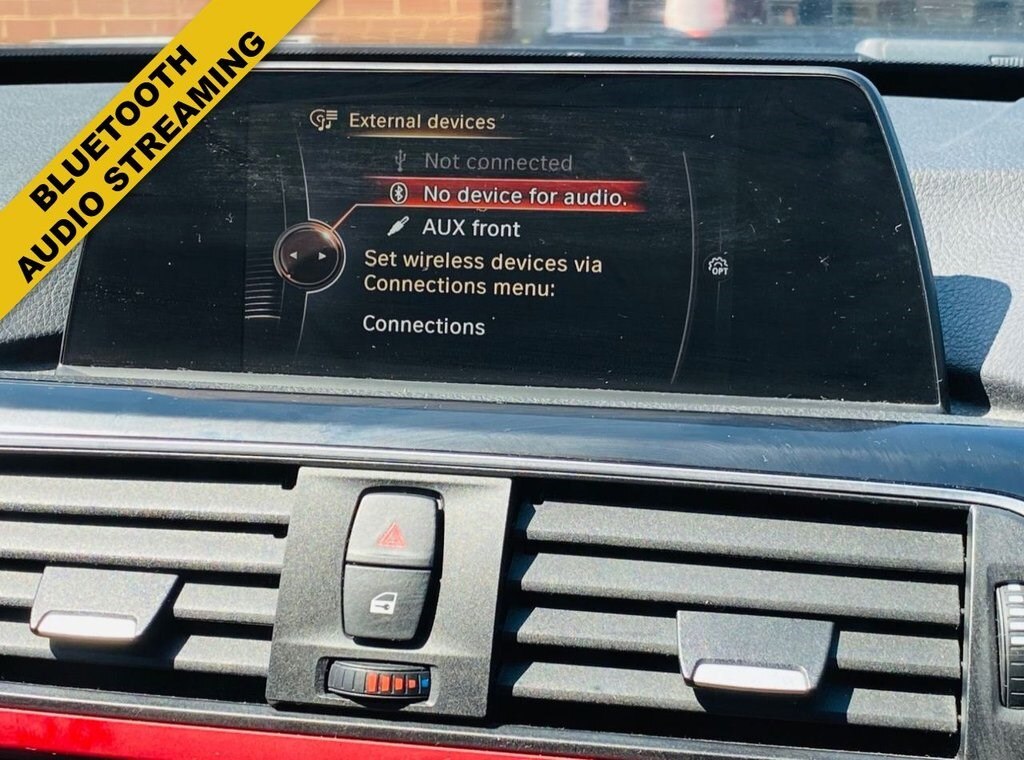 BLUETOOTH
AUDIO STREAMING
External devices
Not connected
No device for audio.
AUX front
Set wireless devices via
Connections menu:
Connections
OPT